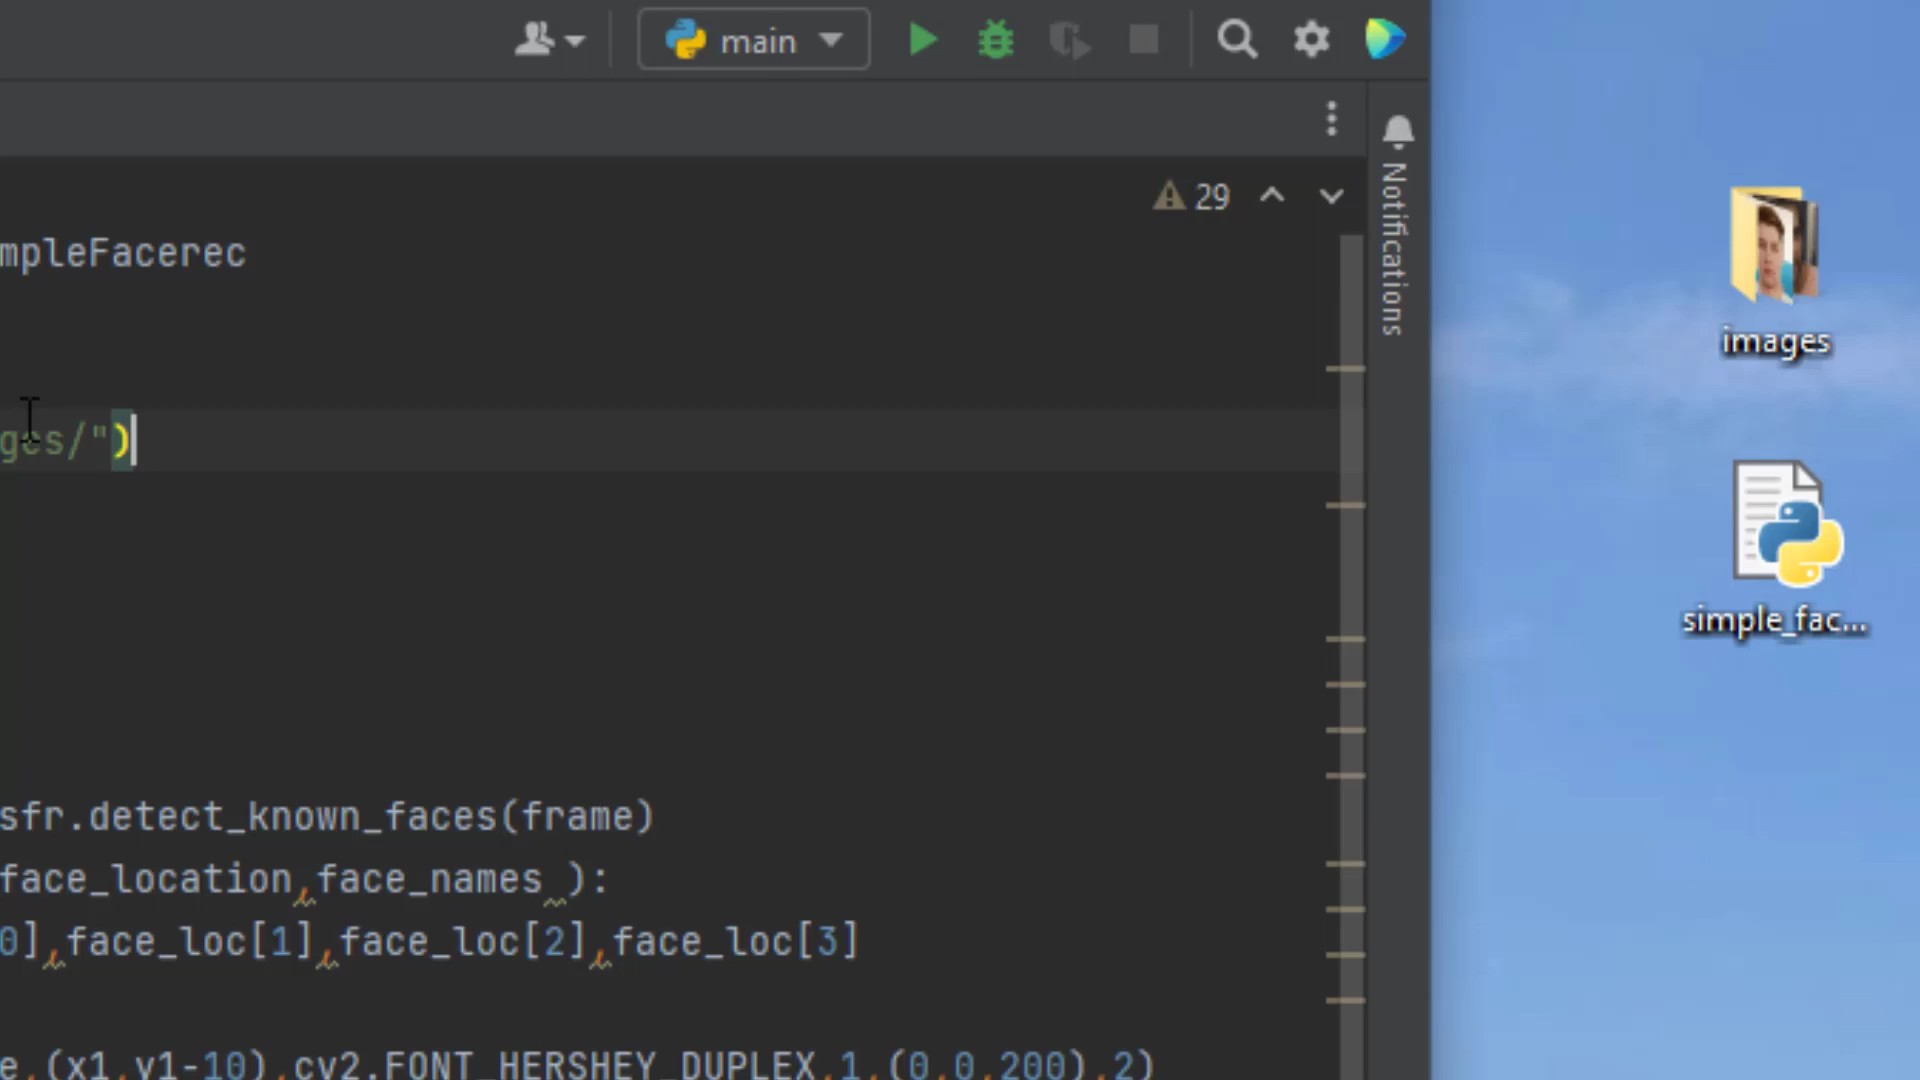 main
29
Notifications
mpleFacerec
images
ges/")
simple_fac...
sfr.detect_known_faces(frame)
face_location,face_names ):
0],face_loc[1],face_loc[2],face_loc[3]
e,(x1,y1-10),cv2.FONT_HERSHEY_DUPLEX,1,(0,0,200),2)